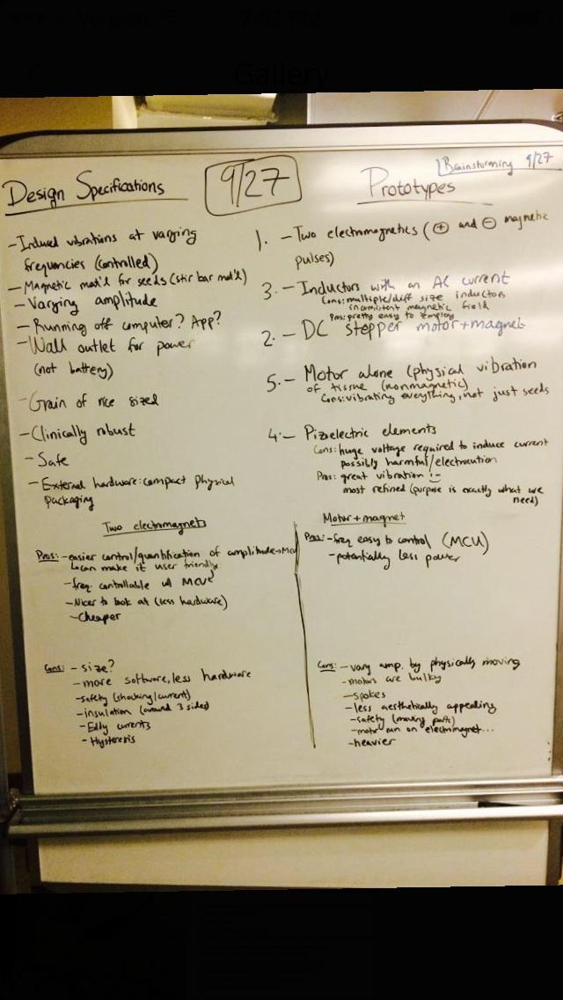 Verizon
7:02 PM
Gallery
Brainstorming 9/27
Design Specifications
9/27
Prototypes
- Induced vibrations at varying
frequencies (controlled)
- Magnetic mat'l for seeds (stir bar mat'l)
- Varying amplitude
- Running off computer? App?
- Wall outlet for power
(not battery)
- Grain of rice sized
- Clinically robust
- Safe
- External hardware: compact physical
packaging
1. - Two electromagnetics (+ and - magnetic
pulses)
3. - Inductors with an AC current
Cons: multiple/diff size inductors
inconsistent magnetic field
Pros: pretty easy to employ
2. - DC stepper motor + magnet
5. - Motor alone (physical vibration
of tissue (nonmagnetic)
Cons: vibrating everything, not just seeds
4. - Pizoelectric elements
Cons: huge voltage required to induce current
possibly harmful/electrocution
Pros: great vibration :-
most refined (purpose is exactly what we
need)
Two electromagnets
Pros: - easier control/quantification of amplitude → MCU
↳ can make it user friendly
- freq. controllable w/ MCU
- Nicer to look at (less hardware)
- Cheaper
Cons: - size?
- more software, less hardware
- safety (shocking/current)
- insulation (around 3 sides)
- Eddy currents
- Hysteresis
Motor + magnet
Pros: - freq easy to control (MCU)
- potentially less power
Cons: - vary amp. by physically moving
- motors are bulky
- spokes
- less aesthetically appealing
- safety (moving parts)
- motor run on electromagnet...
- heavier